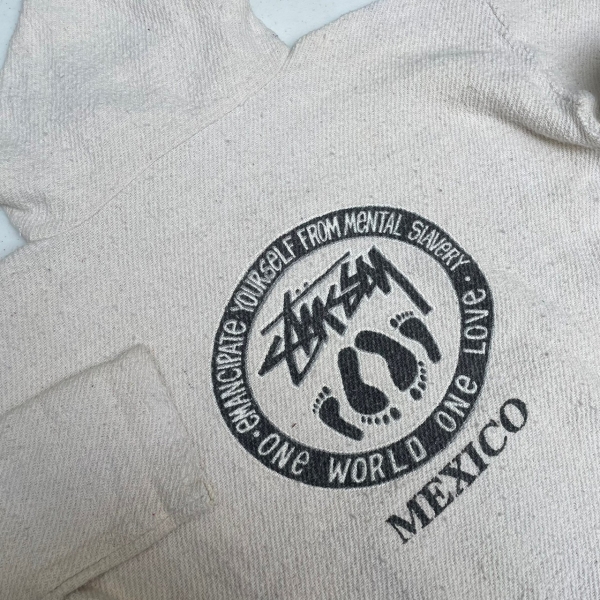 eMANCIPATe YOURSeLF FROM MeNTAL SLAVeRY
Stüssy
ONe WORLD ONe LOVe
MEXICO